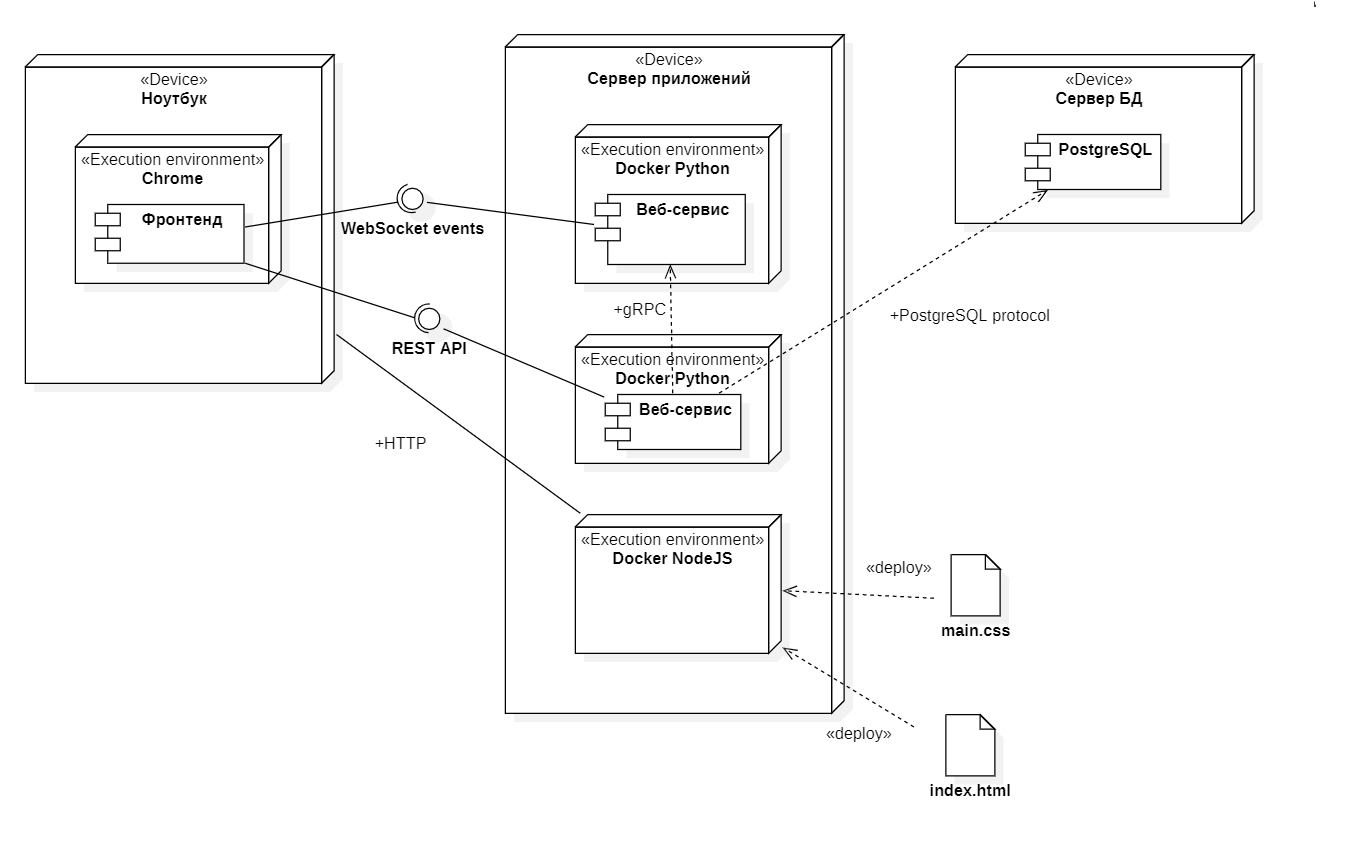 «Device»
Ноутбук
«Execution environment»
Chrome
Фронтенд
WebSocket events
REST API
+HTTP
«Device»
Сервер приложений
«Execution environment»
Docker Python
Веб-сервис
+gRPC
«Execution environment»
Docker Python
Веб-сервис
«Execution environment»
Docker NodeJS
«Device»
Сервер БД
PostgreSQL
+PostgreSQL protocol
«deploy»
main.css
«deploy»
index.html